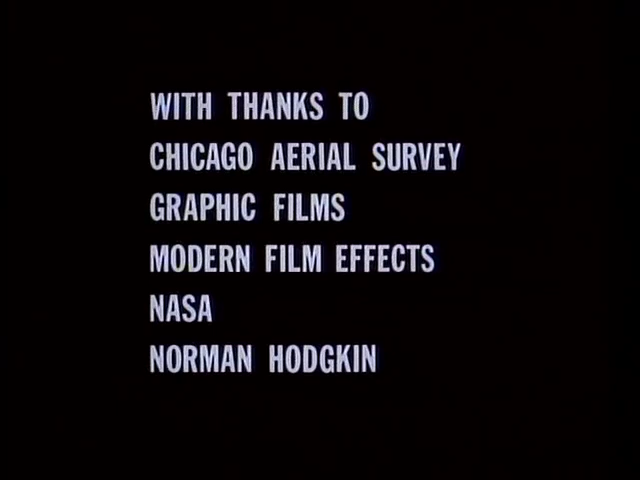 WITH THANKS TO
CHICAGO AERIAL SURVEY
GRAPHIC FILMS
MODERN FILM EFFECTS
NASA
NORMAN HODGKIN